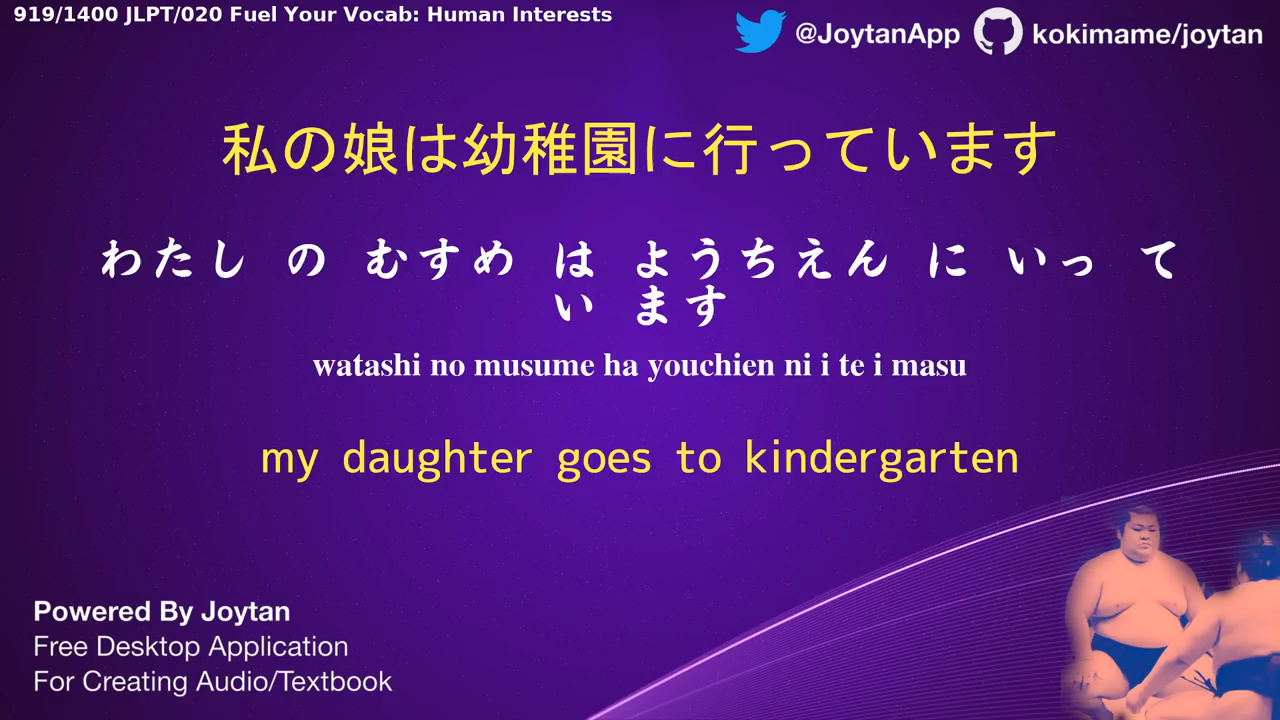 919/1400 JLPT/020 Fuel Your Vocab: Human Interests
@JoytanApp kokimame/joytan
私の娘は幼稚園に行っています
わたし の むすめ は ようちえん に いっ て
い ます
watashi no musume ha youchien ni i te i masu
my daughter goes to kindergarten
Powered By Joytan
Free Desktop Application
For Creating Audio/Textbook